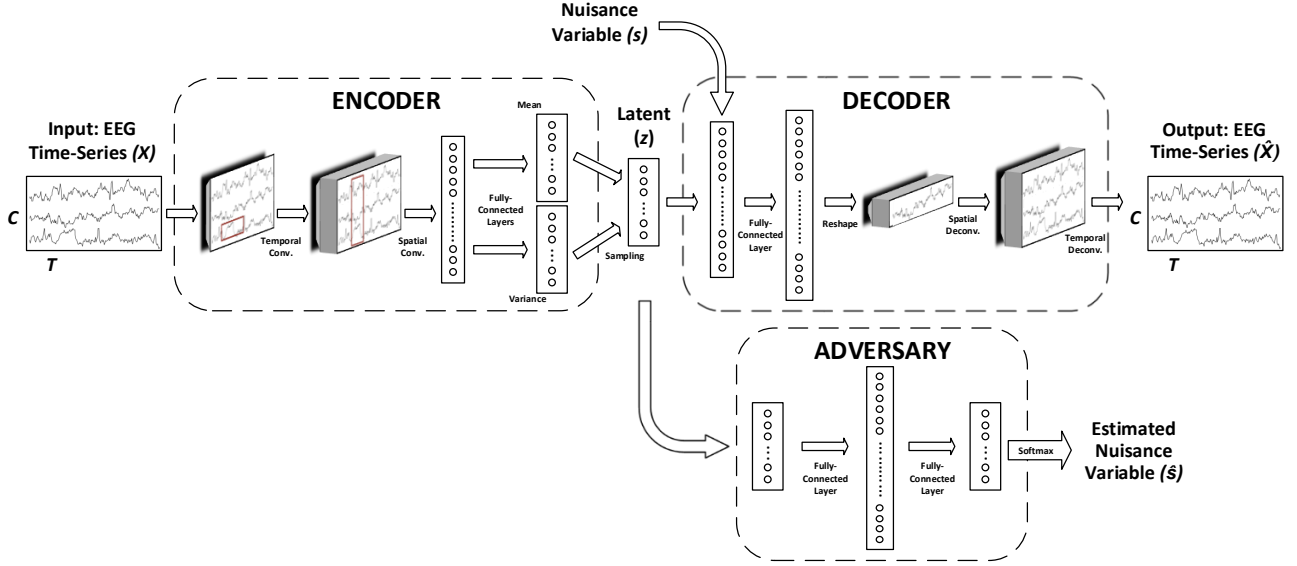 Nuisance
Variable (s)
ENCODER
DECODER
Input: EEG
Time-Series (X)
C
T
Temporal
Conv.
Spatial
Conv.
Fully-
Connected
Layers
Mean
Variance
Latent
(z)
Sampling
Fully-
Connected
Layer
Reshape
Spatial
Deconv.
Temporal
Deconv.
Output: EEG
Time-Series (X̂)
C
T
ADVERSARY
Fully-
Connected
Layer
Fully-
Connected
Layer
Softmax
Estimated
Nuisance
Variable (ŝ)